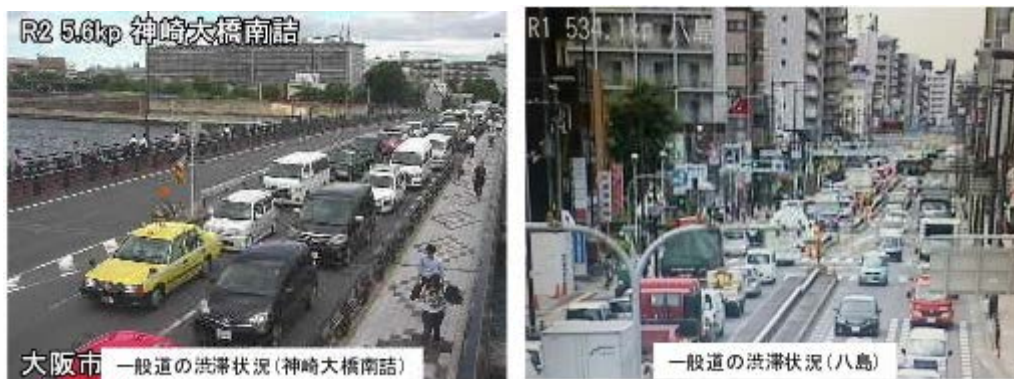 R2 5.6kp 神崎大橋南詰
大阪市
一般道の渋滞状況(神崎大橋南詰)
R1 534.1kp 八島
一般道の渋滞状況(八島)